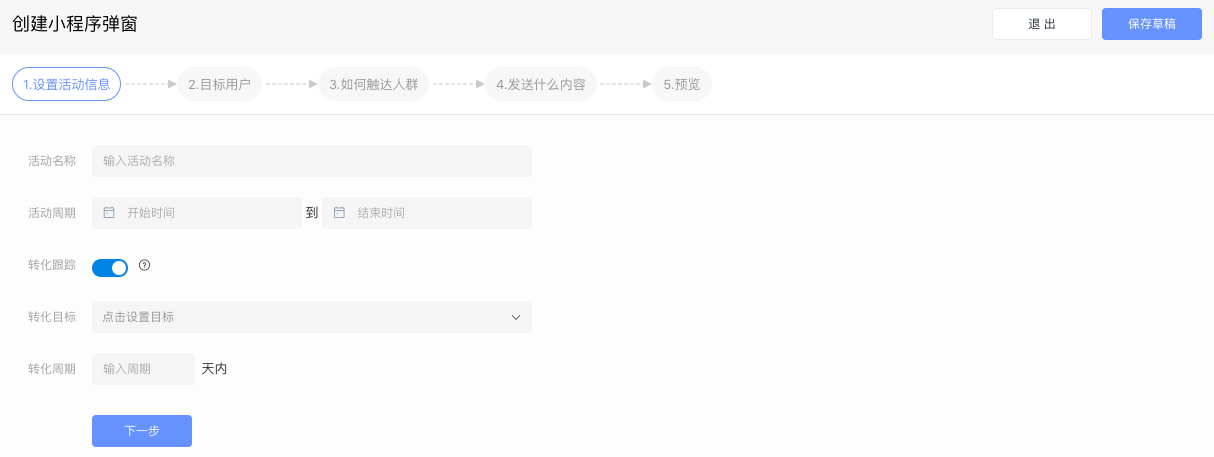 创建小程序弹窗
退 出
保存草稿
1.设置活动信息
2.目标用户
3.如何触达人群
4.发送什么内容
5.预览
活动名称 输入活动名称
活动周期 开始时间 到 结束时间
转化跟踪 ?
转化目标 点击设置目标
转化周期 输入周期 天内
下一步